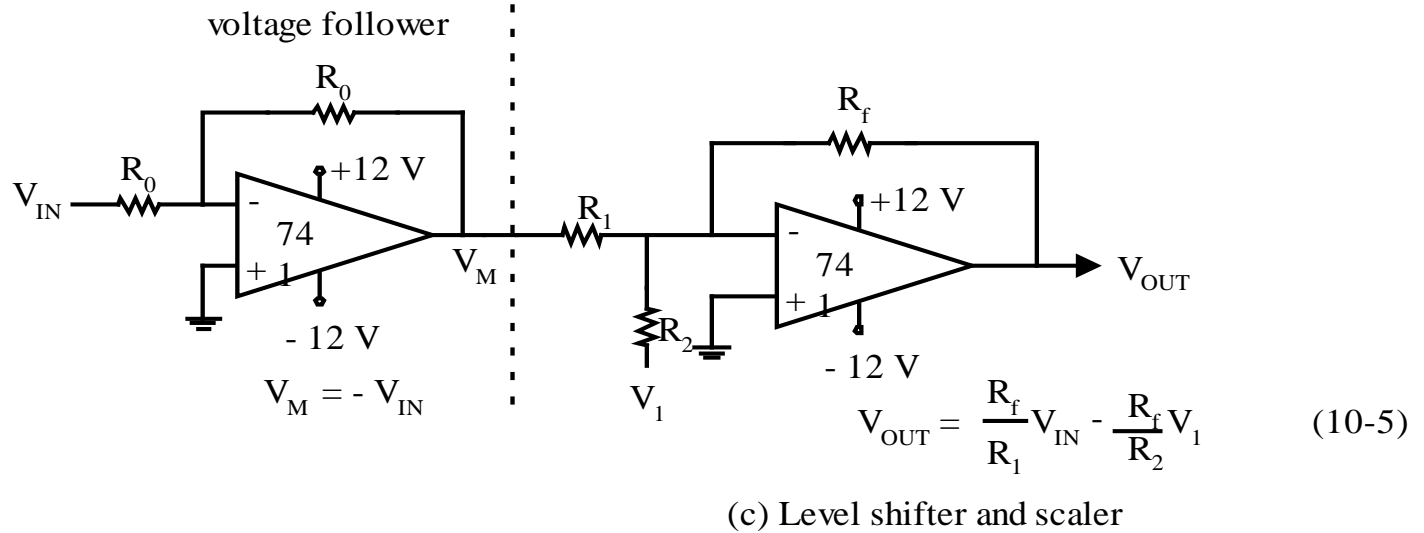 voltage follower
R0
Rf
R0
+12 V
VIN
-
74
+ 1
VM
- 12 V
VM = - VIN
R1
+12 V
-
74
+ 1
VOUT
R2
- 12 V
V1
VOUT = Rf/R1 VIN - Rf/R2 V1 (10-5)
(c) Level shifter and scaler